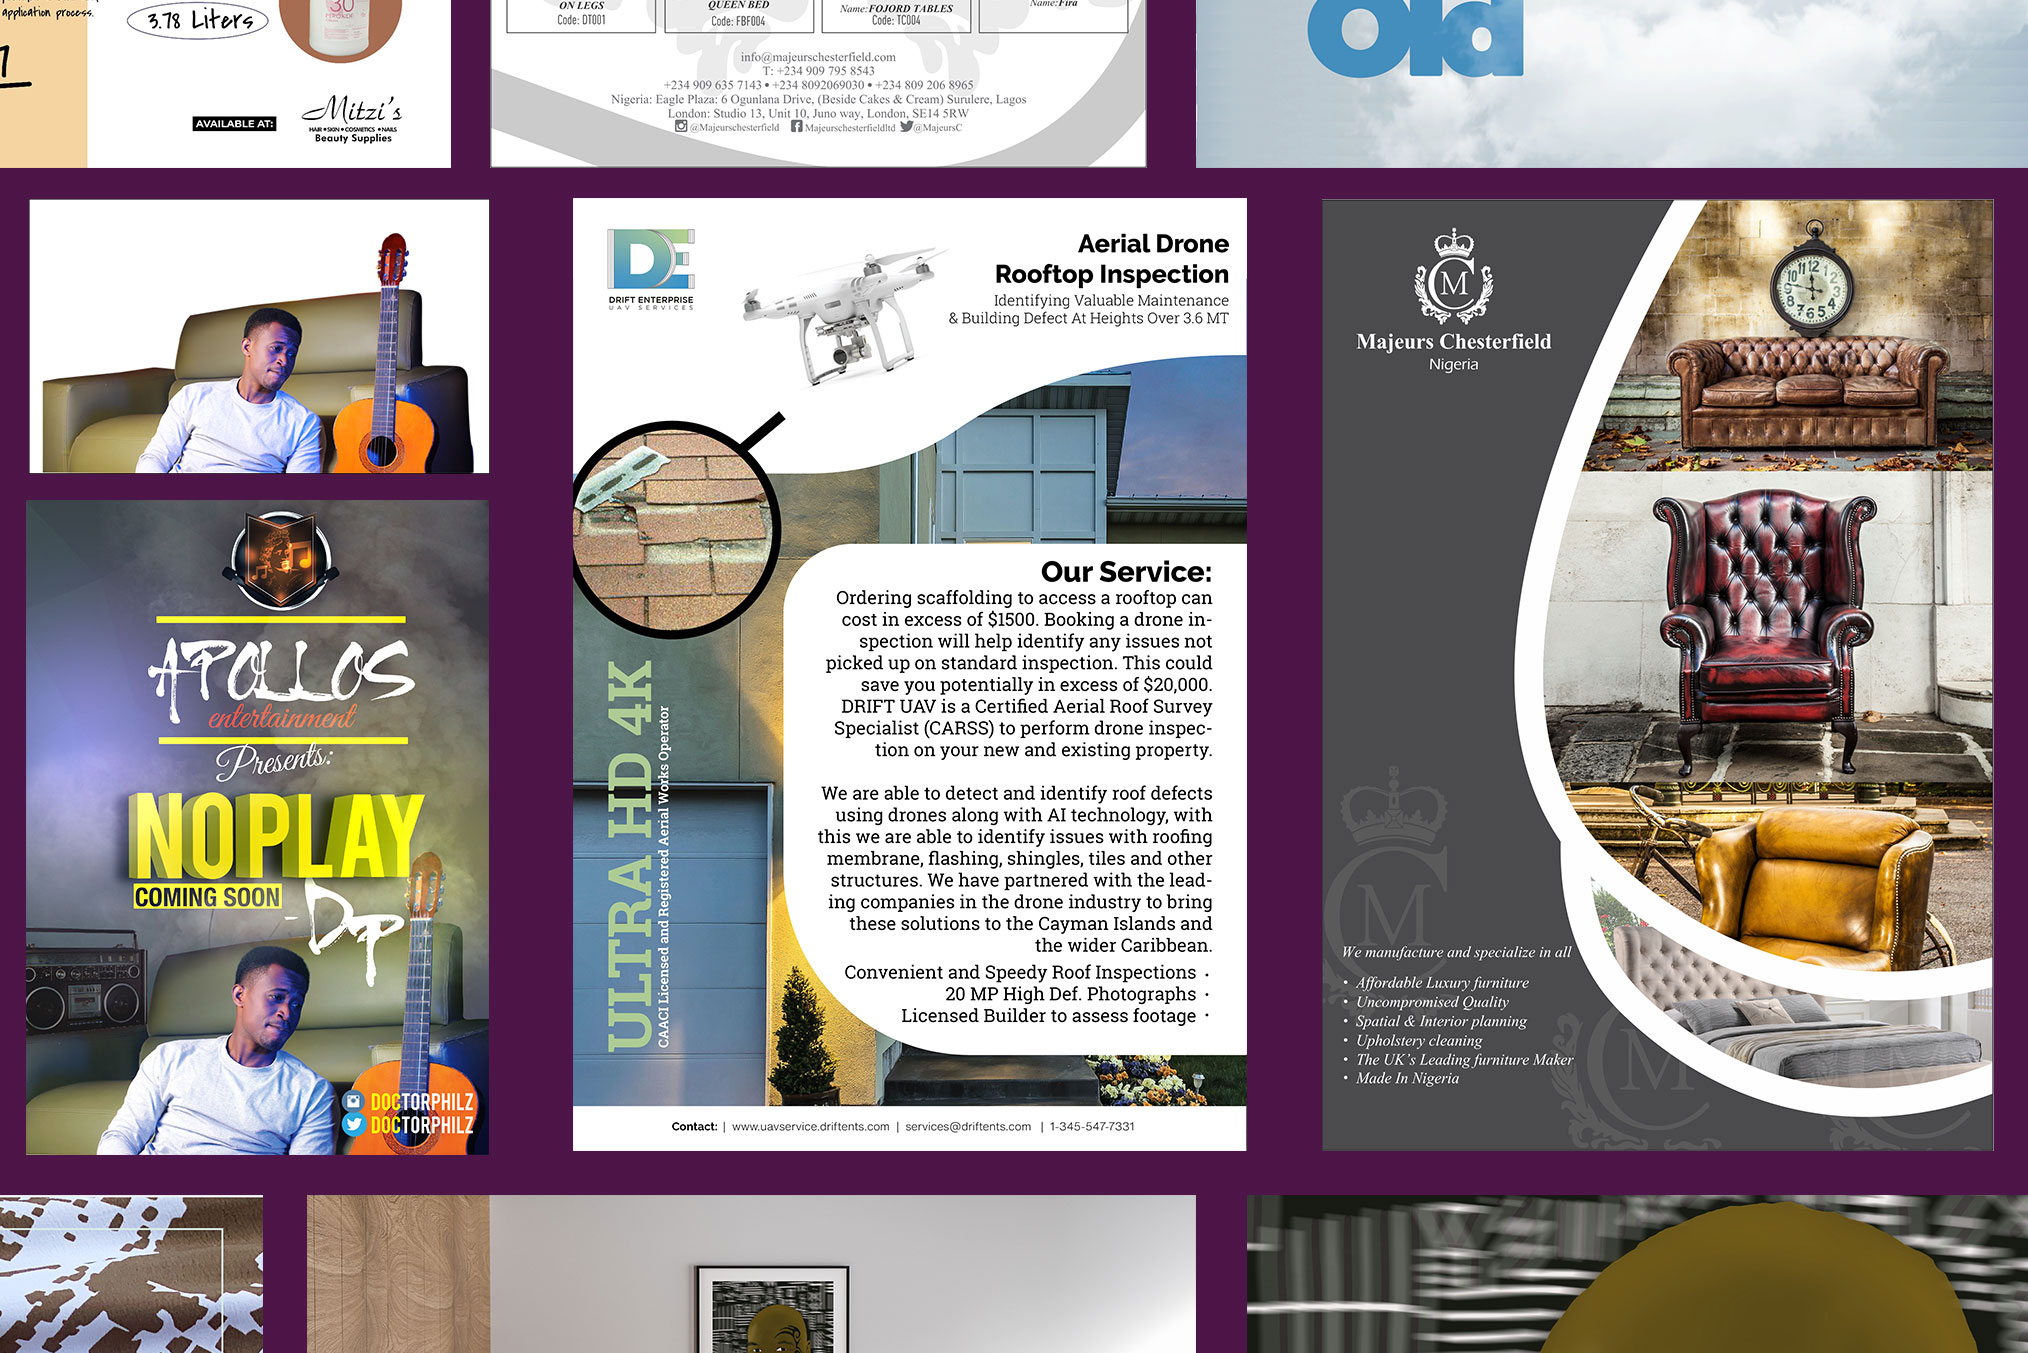 application process.
3.78 Liters
30
AVAILABLE AT:
Mitzi's
HAIR • SKIN • COSMETICS • NAILS
Beauty Supplies
ON LEGS
Code: DT001
QUEEN BED
Code: FBF004
Name:FOJORD TABLES
Code: TC004
Name:Fira
info@majeurschesterfield.com
T: +234 909 795 8543
+234 909 635 7143 • +234 8092069030 • +234 809 206 8965
Nigeria: Eagle Plaza: 6 Ogunlana Drive, (Beside Cakes & Cream) Surulere, Lagos
London: Studio 13, Unit 10, Juno way, London, SE14 5RW
@Majeurschesterfield Majeurschesterfieldltd @MajeursC
Old
APOLLOS
entertainment
Presents:
NOPLAY
COMING SOON
-Dp
DOCTORPHILZ
DOCTORPHILZ
DE
DRIFT ENTERPRISE
UAV SERVICES
Aerial Drone
Rooftop Inspection
Identifying Valuable Maintenance
& Building Defect At Heights Over 3.6 MT
ULTRA HD 4K
CAACI Licensed and Registered Aerial Works Operator
Our Service:
Ordering scaffolding to access a rooftop can
cost in excess of $1500. Booking a drone in-
spection will help identify any issues not
picked up on standard inspection. This could
save you potentially in excess of $20,000.
DRIFT UAV is a Certified Aerial Roof Survey
Specialist (CARSS) to perform drone inspec-
tion on your new and existing property.
We are able to detect and identify roof defects
using drones along with AI technology, with
this we are able to identify issues with roofing
membrane, flashing, shingles, tiles and other
structures. We have partnered with the lead-
ing companies in the drone industry to bring
these solutions to the Cayman Islands and
the wider Caribbean.
Convenient and Speedy Roof Inspections •
20 MP High Def. Photographs •
Licensed Builder to assess footage •
Contact: | www.uavservice.driftents.com | services@driftents.com | 1-345-547-7331
CM
Majeurs Chesterfield
Nigeria
We manufacture and specialize in all
• Affordable Luxury furniture
• Uncompromised Quality
• Spatial & Interior planning
• Upholstery cleaning
• The UK's Leading furniture Maker
• Made In Nigeria